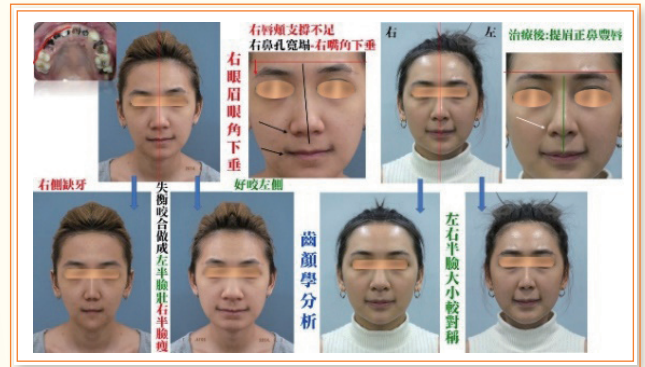 右唇頰支撐不足
右鼻孔寬塌-右嘴角下垂
右眼眉眼角下垂
右
左
治療後:提眉正鼻豐唇
右側缺牙
失衡咬合做成左半臉壯右半臉瘦
好咬左側
齒顏學分析
左右半臉大小較對稱